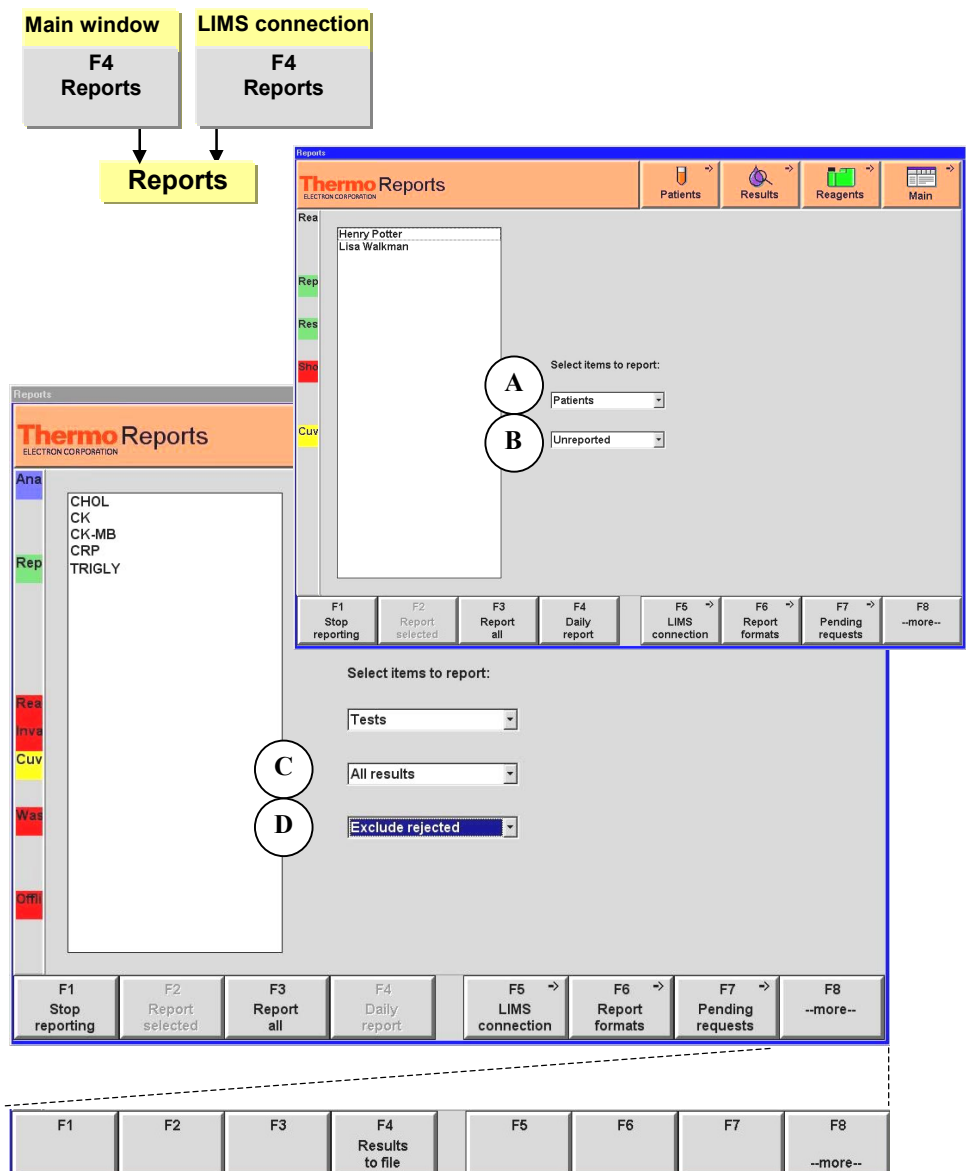 Main window
F4
Reports
LIMS connection
F4
Reports
Reports
Reports
Thermo Reports
ELECTRON CORPORATION
Patients
Results
Reagents
Main
Rea
Rep
Res
Sho
Cuv
Henry Potter
Lisa Walkman
Select items to report:
A
Patients
B
Unreported
F1
Stop
reporting
F2
Report
selected
F3
Report
all
F4
Daily
report
F5
LIMS
connection
F6
Report
formats
F7
Pending
requests
F8
--more--
Reports
Thermo Reports
ELECTRON CORPORATION
Ana
Rep
Rea
Inva
Cuv
Was
Offli
CHOL
CK
CK-MB
CRP
TRIGLY
Select items to report:
Tests
C
All results
D
Exclude rejected
F1
Stop
reporting
F2
Report
selected
F3
Report
all
F4
Daily
report
F5
LIMS
connection
F6
Report
formats
F7
Pending
requests
F8
--more--
F1
F2
F3
F4
Results
to file
F5
F6
F7
F8
--more--